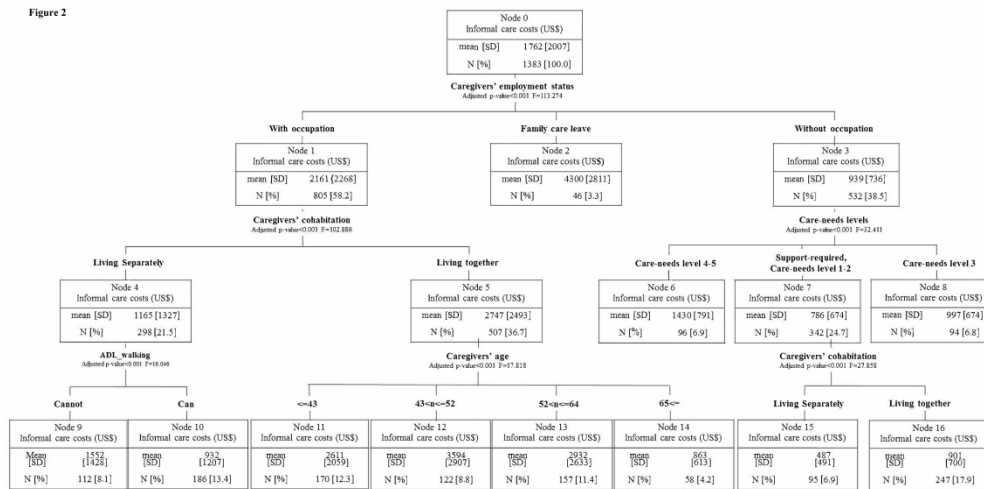 Figure 2
Node 0
Informal care costs (US$)
mean [SD] 1762 [2007]
N [%] 1383 [100.0]
Caregivers' employment status
Adjusted p-value<0.001 F=113.274
With occupation
Node 1
Informal care costs (US$)
mean [SD] 2161 [2268]
N [%] 805 [58.2]
Family care leave
Node 2
Informal care costs (US$)
mean [SD] 4300 [2811]
N [%] 46 [3.3]
Without occupation
Node 3
Informal care costs (US$)
mean [SD] 939 [736]
N [%] 532 [38.5]
Caregivers' cohabitation
Adjusted p-value<0.001 F=102.886
Care-needs levels
Adjusted p-value<0.001 F=32.411
Living Separately
Node 4
Informal care costs (US$)
mean [SD] 1165 [1327]
N [%] 298 [21.5]
Living together
Node 5
Informal care costs (US$)
mean [SD] 2747 [2493]
N [%] 507 [36.7]
Care-needs level 4-5
Node 6
Informal care costs (US$)
mean [SD] 1430 [791]
N [%] 96 [6.9]
Support-required,
Care-needs level 1-2
Node 7
Informal care costs (US$)
mean [SD] 786 [674]
N [%] 342 [24.7]
Care-needs level 3
Node 8
Informal care costs (US$)
mean [SD] 997 [674]
N [%] 94 [6.8]
ADL_walking
Adjusted p-value<0.001 F=16.046
Caregivers' age
Adjusted p-value<0.001 F=17.818
Caregivers' cohabitation
Adjusted p-value<0.001 F=27.858
Cannot
Node 9
Informal care costs (US$)
Mean 1552
[SD] [1428]
N [%] 112 [8.1]
Can
Node 10
Informal care costs (US$)
mean 932
[SD] [1207]
N [%] 186 [13.4]
<=43
Node 11
Informal care costs (US$)
mean 2611
[SD] [2059]
N [%] 170 [12.3]
43<n<=52
Node 12
Informal care costs (US$)
mean 3594
[SD] [2907]
N [%] 122 [8.8]
52<n<=64
Node 13
Informal care costs (US$)
mean 2932
[SD] [2633]
N [%] 157 [11.4]
65<=
Node 14
Informal care costs (US$)
mean 863
[SD] [613]
N [%] 58 [4.2]
Living Separately
Node 15
Informal care costs (US$)
mean 487
[SD] [491]
N [%] 95 [6.9]
Living together
Node 16
Informal care costs (US$)
mean 901
[SD] [700]
N [%] 247 [17.9]